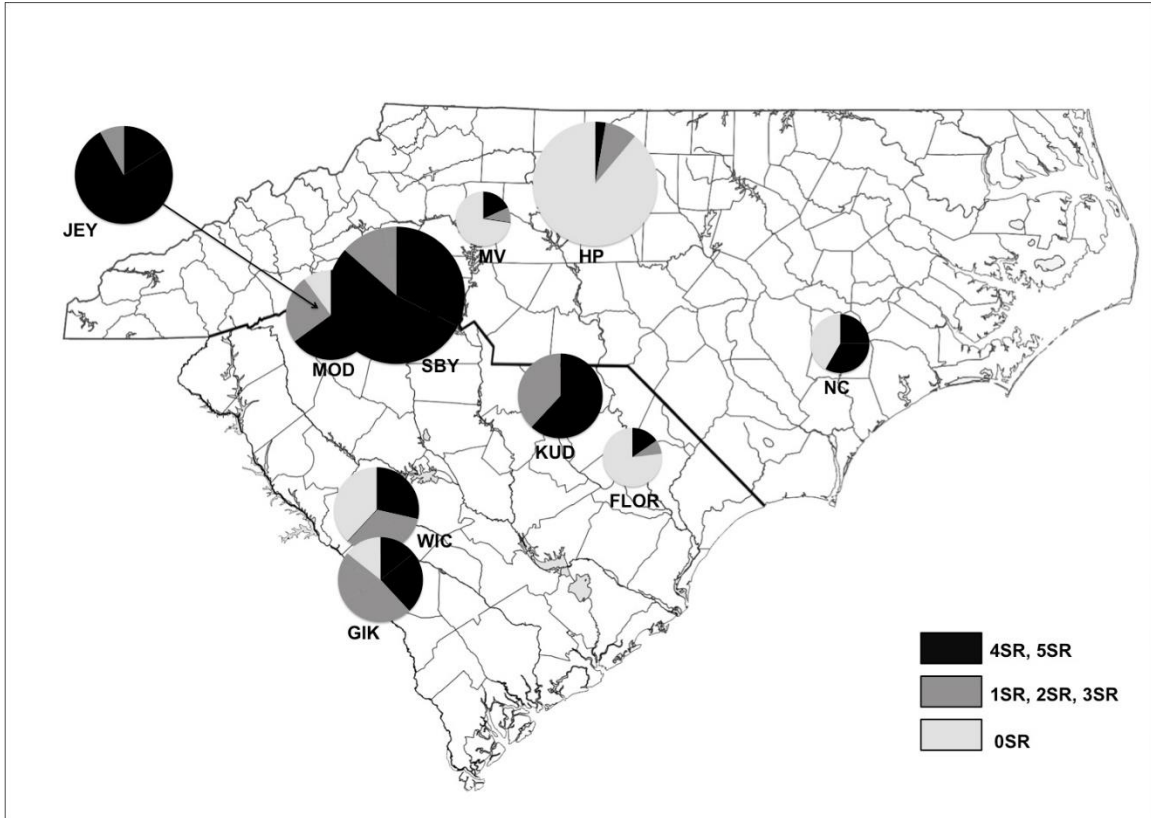 JEY
MV
HP
MOD
SBY
NC
KUD
FLOR
WIC
GIK
4SR, 5SR
1SR, 2SR, 3SR
0SR